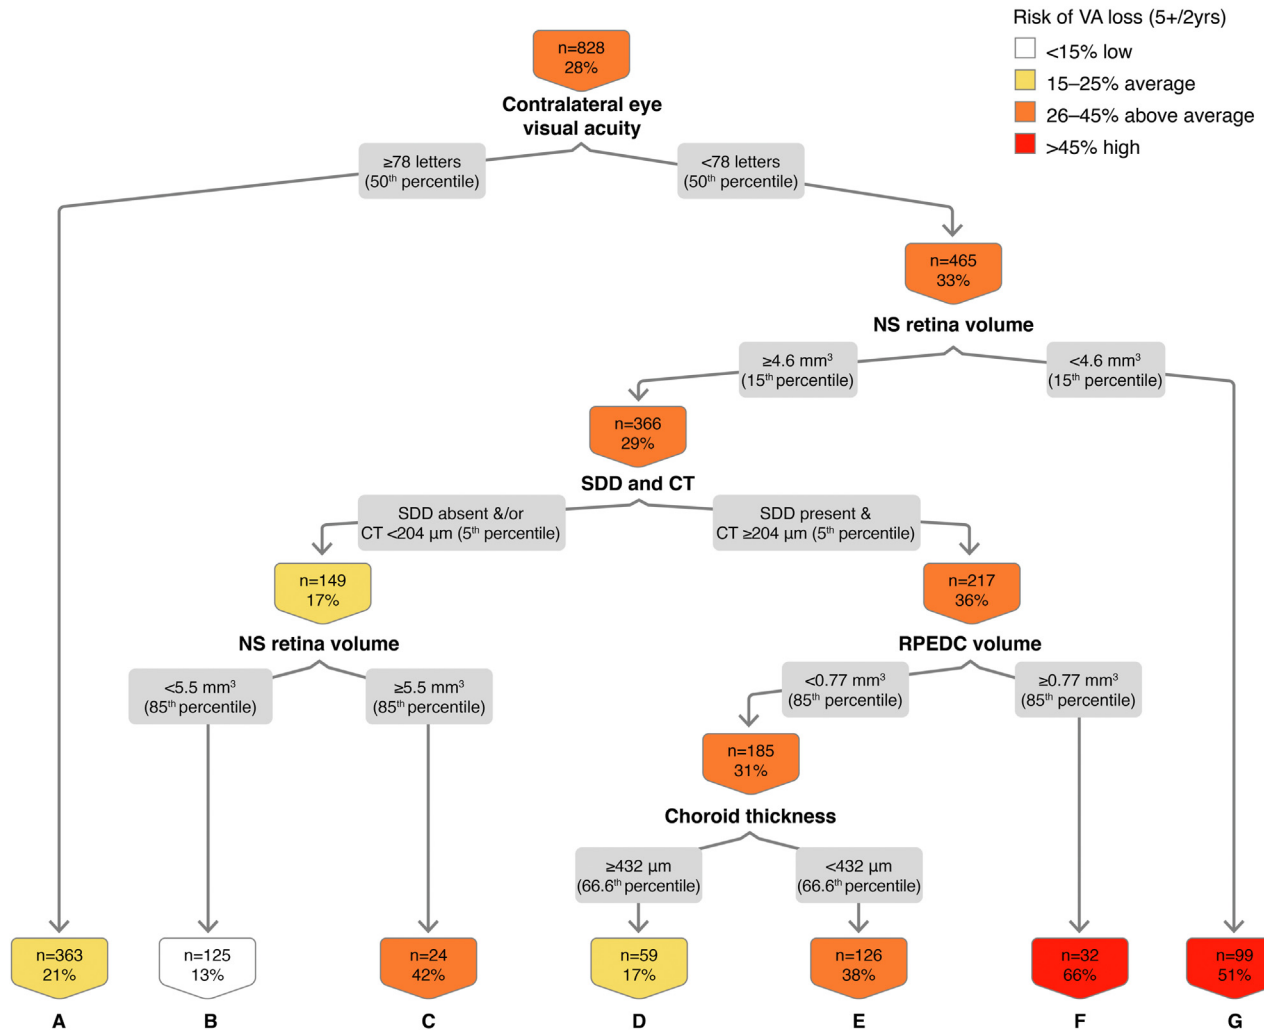 Risk of VA loss (5+/2yrs)
<15% low
15–25% average
26–45% above average
>45% high
n=828
28%
Contralateral eye
visual acuity
≥78 letters
(50th percentile)
<78 letters
(50th percentile)
n=465
33%
NS retina volume
≥4.6 mm³
(15th percentile)
<4.6 mm³
(15th percentile)
n=366
29%
SDD and CT
SDD absent &/or
CT <204 µm (5th percentile)
SDD present &
CT ≥204 µm (5th percentile)
n=149
17%
n=217
36%
NS retina volume
RPEDC volume
<5.5 mm³
(85th percentile)
≥5.5 mm³
(85th percentile)
<0.77 mm³
(85th percentile)
≥0.77 mm³
(85th percentile)
n=185
31%
Choroid thickness
≥432 µm
(66.6th percentile)
<432 µm
(66.6th percentile)
n=363
21%
n=125
13%
n=24
42%
n=59
17%
n=126
38%
n=32
66%
n=99
51%
A
B
C
D
E
F
G